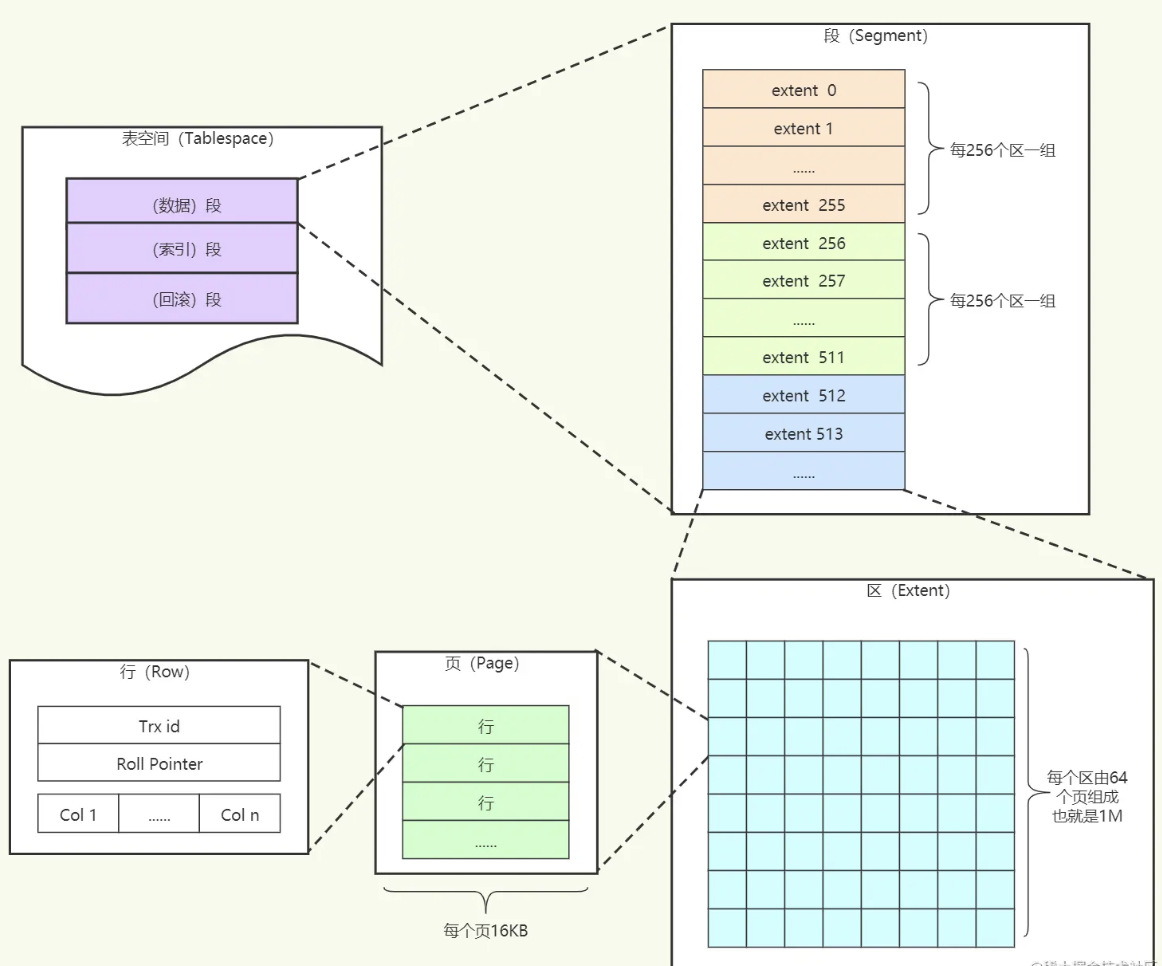 表空间（Tablespace）
（数据）段
（索引）段
（回滚）段
段（Segment）
extent 0
extent 1
......
extent 255
extent 256
extent 257
......
extent 511
extent 512
extent 513
......
每256个区一组
每256个区一组
区（Extent）
每个区由64
个页组成
也就是1M
页（Page）
行
行
行
......
每个页16KB
行（Row）
Trx id
Roll Pointer
Col 1
......
Col n